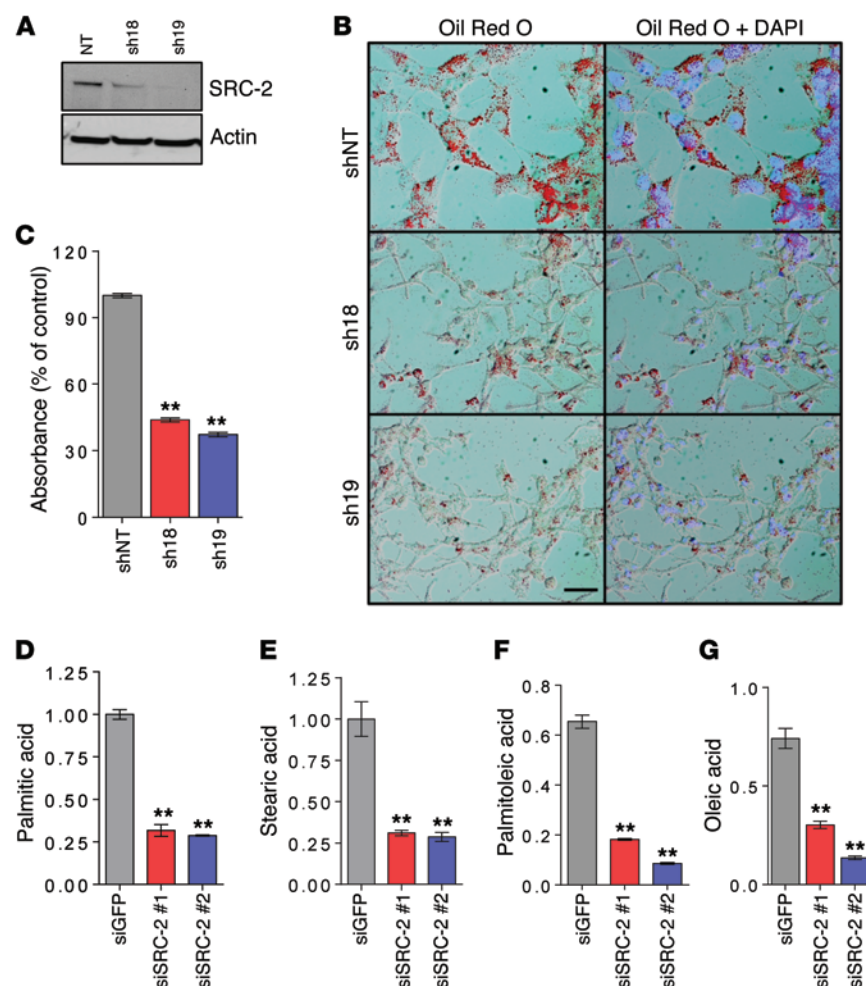 A
NT
sh18
sh19
SRC-2
Actin
B
Oil Red O
Oil Red O + DAPI
shNT
sh18
sh19
C
Absorbance (% of control)
120
90
60
30
0
**
**
shNT
sh18
sh19
D
Palmitic acid
1.25
1.00
0.75
0.50
0.25
0.00
**
**
siGFP
siSRC-2 #1
siSRC-2 #2
E
Stearic acid
1.25
1.00
0.75
0.50
0.25
0.00
**
**
siGFP
siSRC-2 #1
siSRC-2 #2
F
Palmitoleic acid
0.8
0.6
0.4
0.2
0.0
**
**
siGFP
siSRC-2 #1
siSRC-2 #2
G
Oleic acid
1.0
0.5
0.0
**
**
siGFP
siSRC-2 #1
siSRC-2 #2